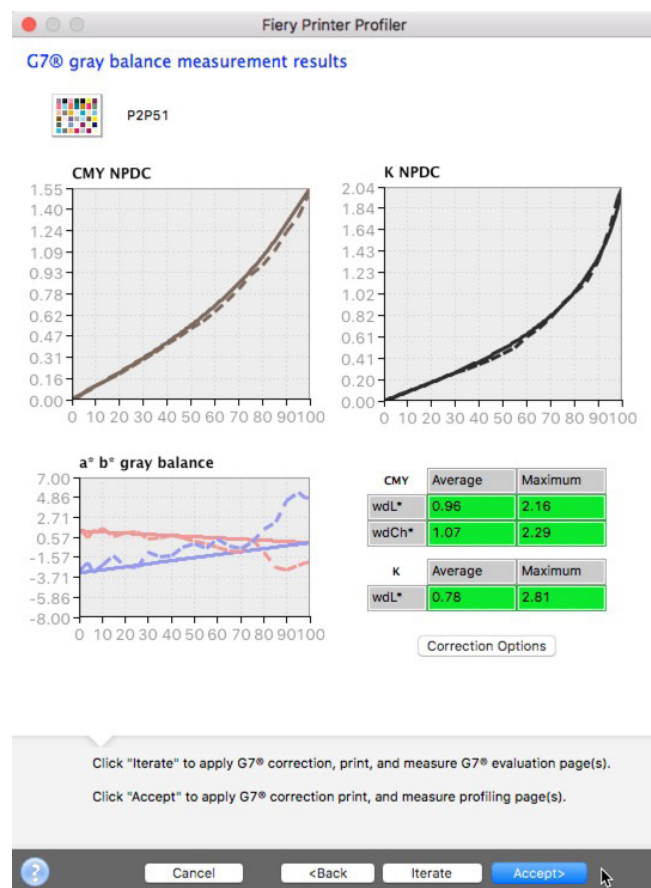 Fiery Printer Profiler
G7® gray balance measurement results
P2P51
CMY NPDC
1.55
1.40
1.24
1.09
0.93
0.78
0.62
0.47
0.31
0.16
0.00
0 10 20 30 40 50 60 70 80 90100
K NPDC
2.04
1.84
1.64
1.43
1.23
1.02
0.82
0.61
0.41
0.20
0.00
0 10 20 30 40 50 60 70 80 90100
a* b* gray balance
7.00
4.86
2.71
0.57
-1.57
-3.71
-5.86
-8.00
0 10 20 30 40 50 60 70 80 90100
CMY Average Maximum
wdL* 0.96 2.16
wdCh* 1.07 2.29
K Average Maximum
wdL* 0.78 2.81
Correction Options
Click "Iterate" to apply G7® correction, print, and measure G7® evaluation page(s).
Click "Accept" to apply G7® correction print, and measure profiling page(s).
? Cancel <Back Iterate Accept>